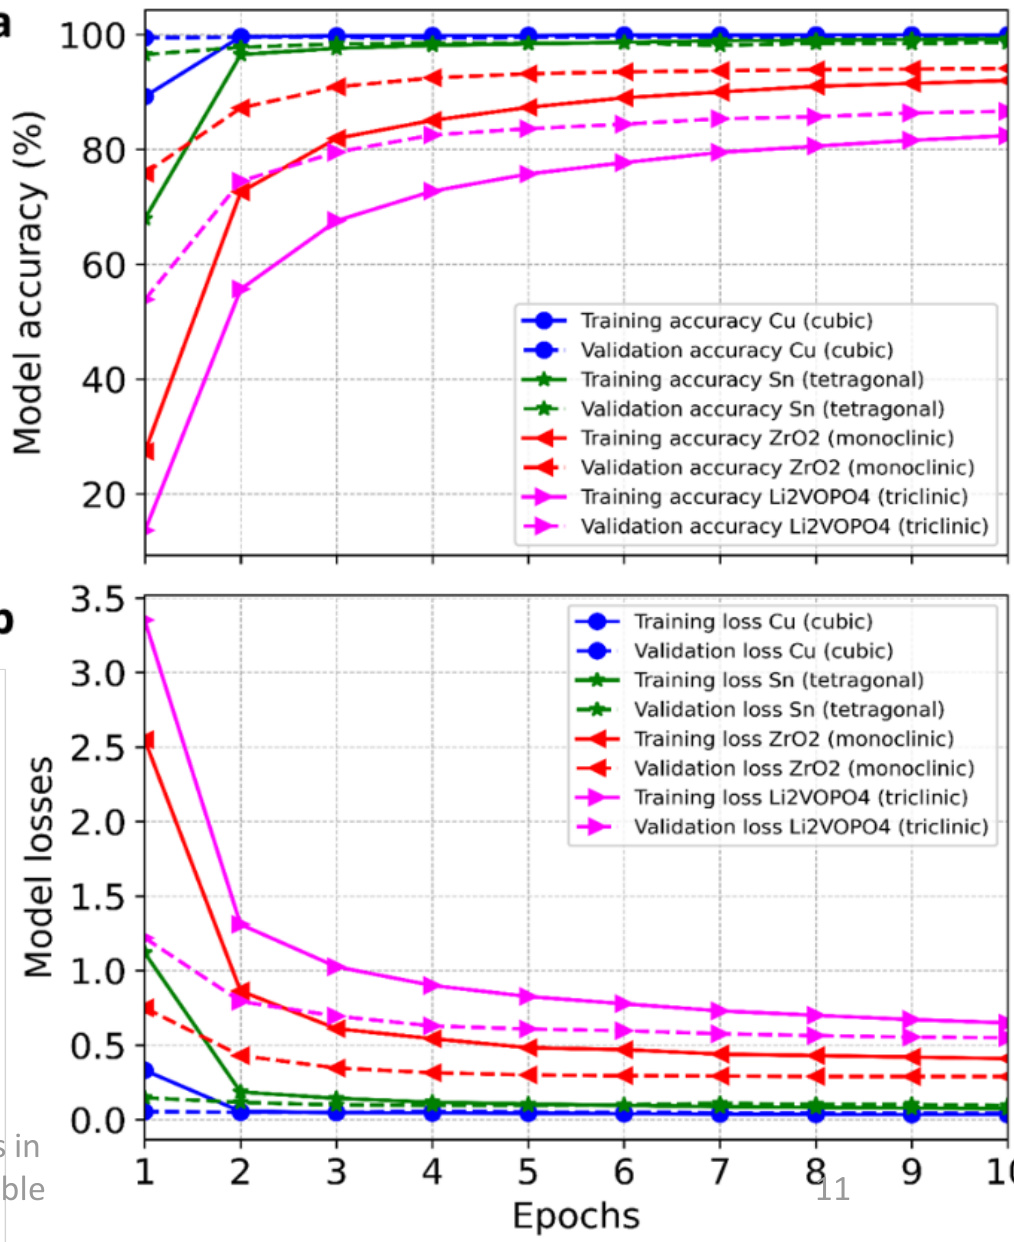 a
100
80
60
40
20
Model accuracy (%)
Training accuracy Cu (cubic)
Validation accuracy Cu (cubic)
Training accuracy Sn (tetragonal)
Validation accuracy Sn (tetragonal)
Training accuracy ZrO2 (monoclinic)
Validation accuracy ZrO2 (monoclinic)
Training accuracy Li2VOPO4 (triclinic)
Validation accuracy Li2VOPO4 (triclinic)
b
3.5
3.0
2.5
2.0
1.5
1.0
0.5
0.0
Model losses
Training loss Cu (cubic)
Validation loss Cu (cubic)
Training loss Sn (tetragonal)
Validation loss Sn (tetragonal)
Training loss ZrO2 (monoclinic)
Validation loss ZrO2 (monoclinic)
Training loss Li2VOPO4 (triclinic)
Validation loss Li2VOPO4 (triclinic)
1 2 3 4 5 6 7 8 9 10
Epochs
s in
ble
11